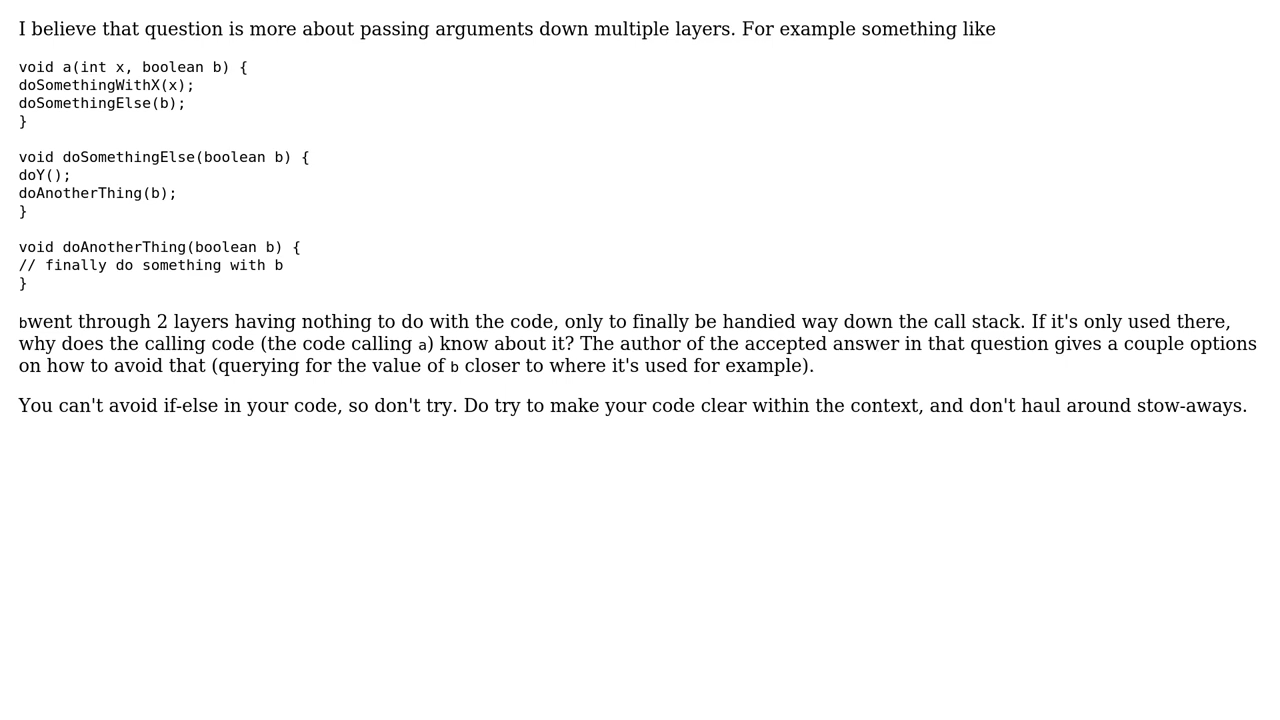 I believe that question is more about passing arguments down multiple layers. For example something like
void a(int x, boolean b) {
doSomethingWithX(x);
doSomethingElse(b);
}
void doSomethingElse(boolean b) {
doY();
doAnotherThing(b);
}
void doAnotherThing(boolean b) {
// finally do something with b
}
bwent through 2 layers having nothing to do with the code, only to finally be handied way down the call stack. If it's only used there,
why does the calling code (the code calling a) know about it? The author of the accepted answer in that question gives a couple options
on how to avoid that (querying for the value of b closer to where it's used for example).
You can't avoid if-else in your code, so don't try. Do try to make your code clear within the context, and don't haul around stow-aways.